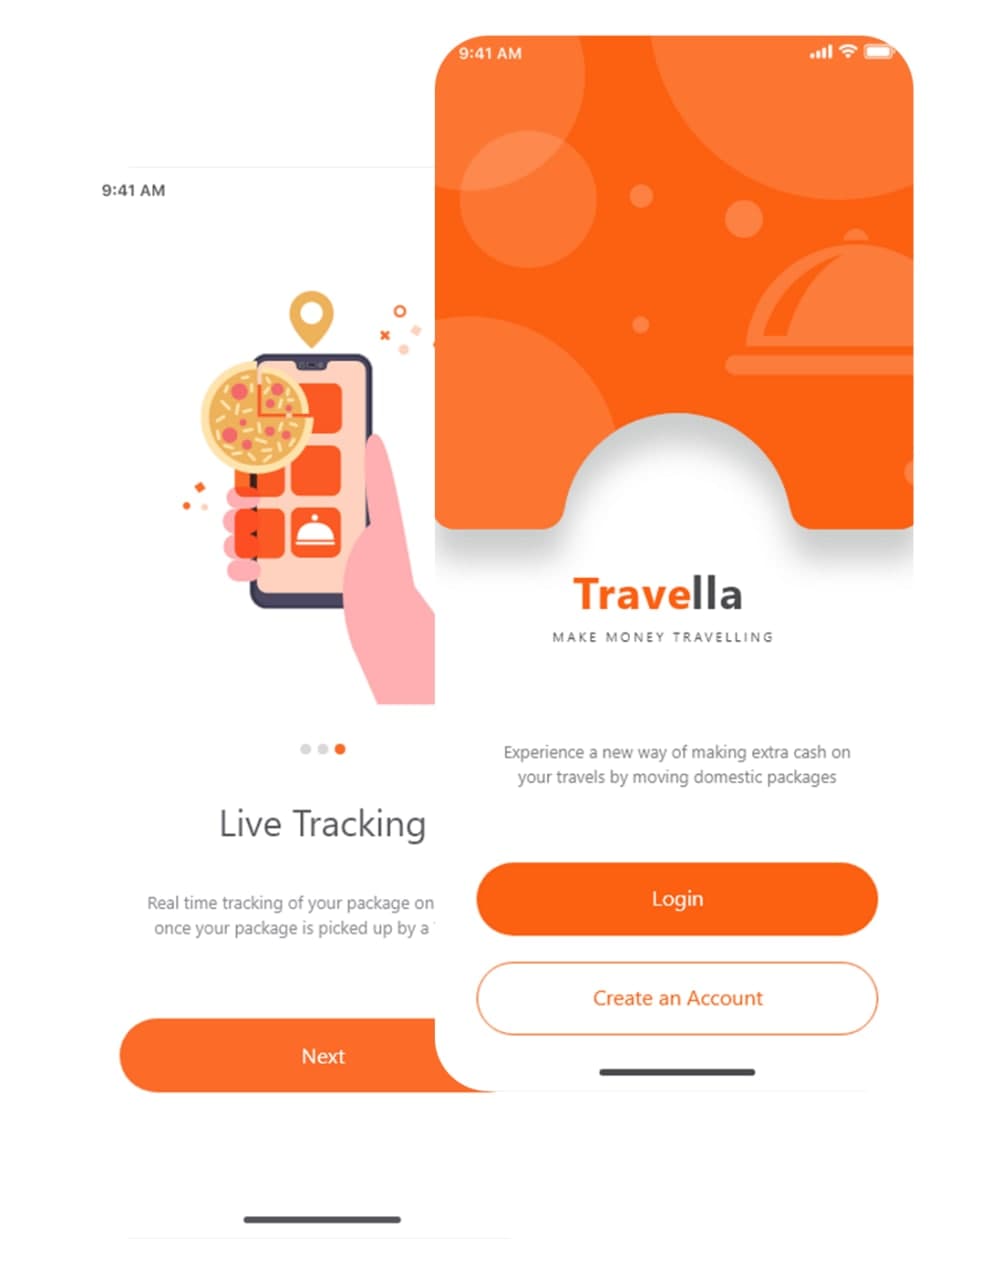 9:41 AM
Live Tracking
Real time tracking of your package on
once your package is picked up by a
Next
9:41 AM
Travella
MAKE MONEY TRAVELLING
Experience a new way of making extra cash on
your travels by moving domestic packages
Login
Create an Account